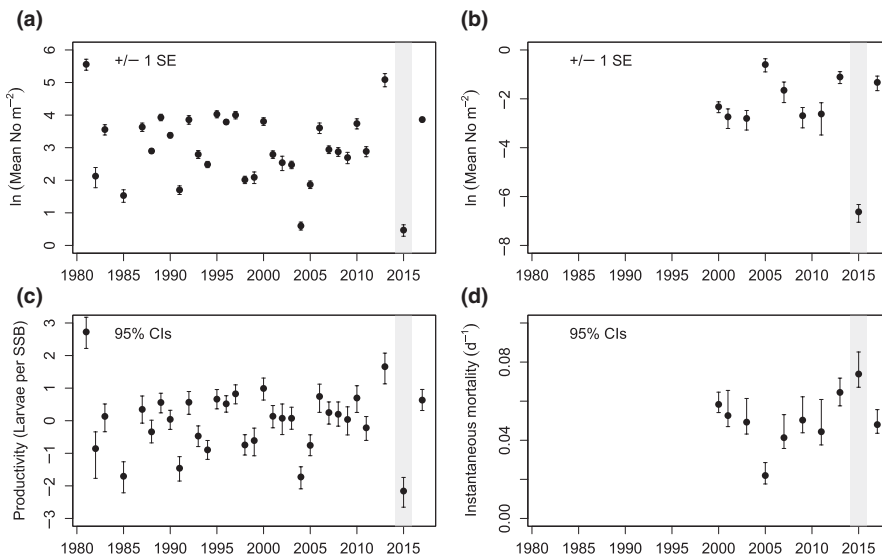 (a)
+/− 1 SE
ln (Mean No m−2)
6
5
4
3
2
1
0
1980 1985 1990 1995 2000 2005 2010 2015
(b)
+/− 1 SE
ln (Mean No m−2)
0
−2
−4
−6
−8
1980 1985 1990 1995 2000 2005 2010 2015
(c)
95% CIs
Productivity (Larvae per SSB)
3
2
1
0
−1
−2
−3
1980 1985 1990 1995 2000 2005 2010 2015
(d)
95% CIs
Instantaneous mortality (d−1)
0.08
0.04
0.00
1980 1985 1990 1995 2000 2005 2010 2015